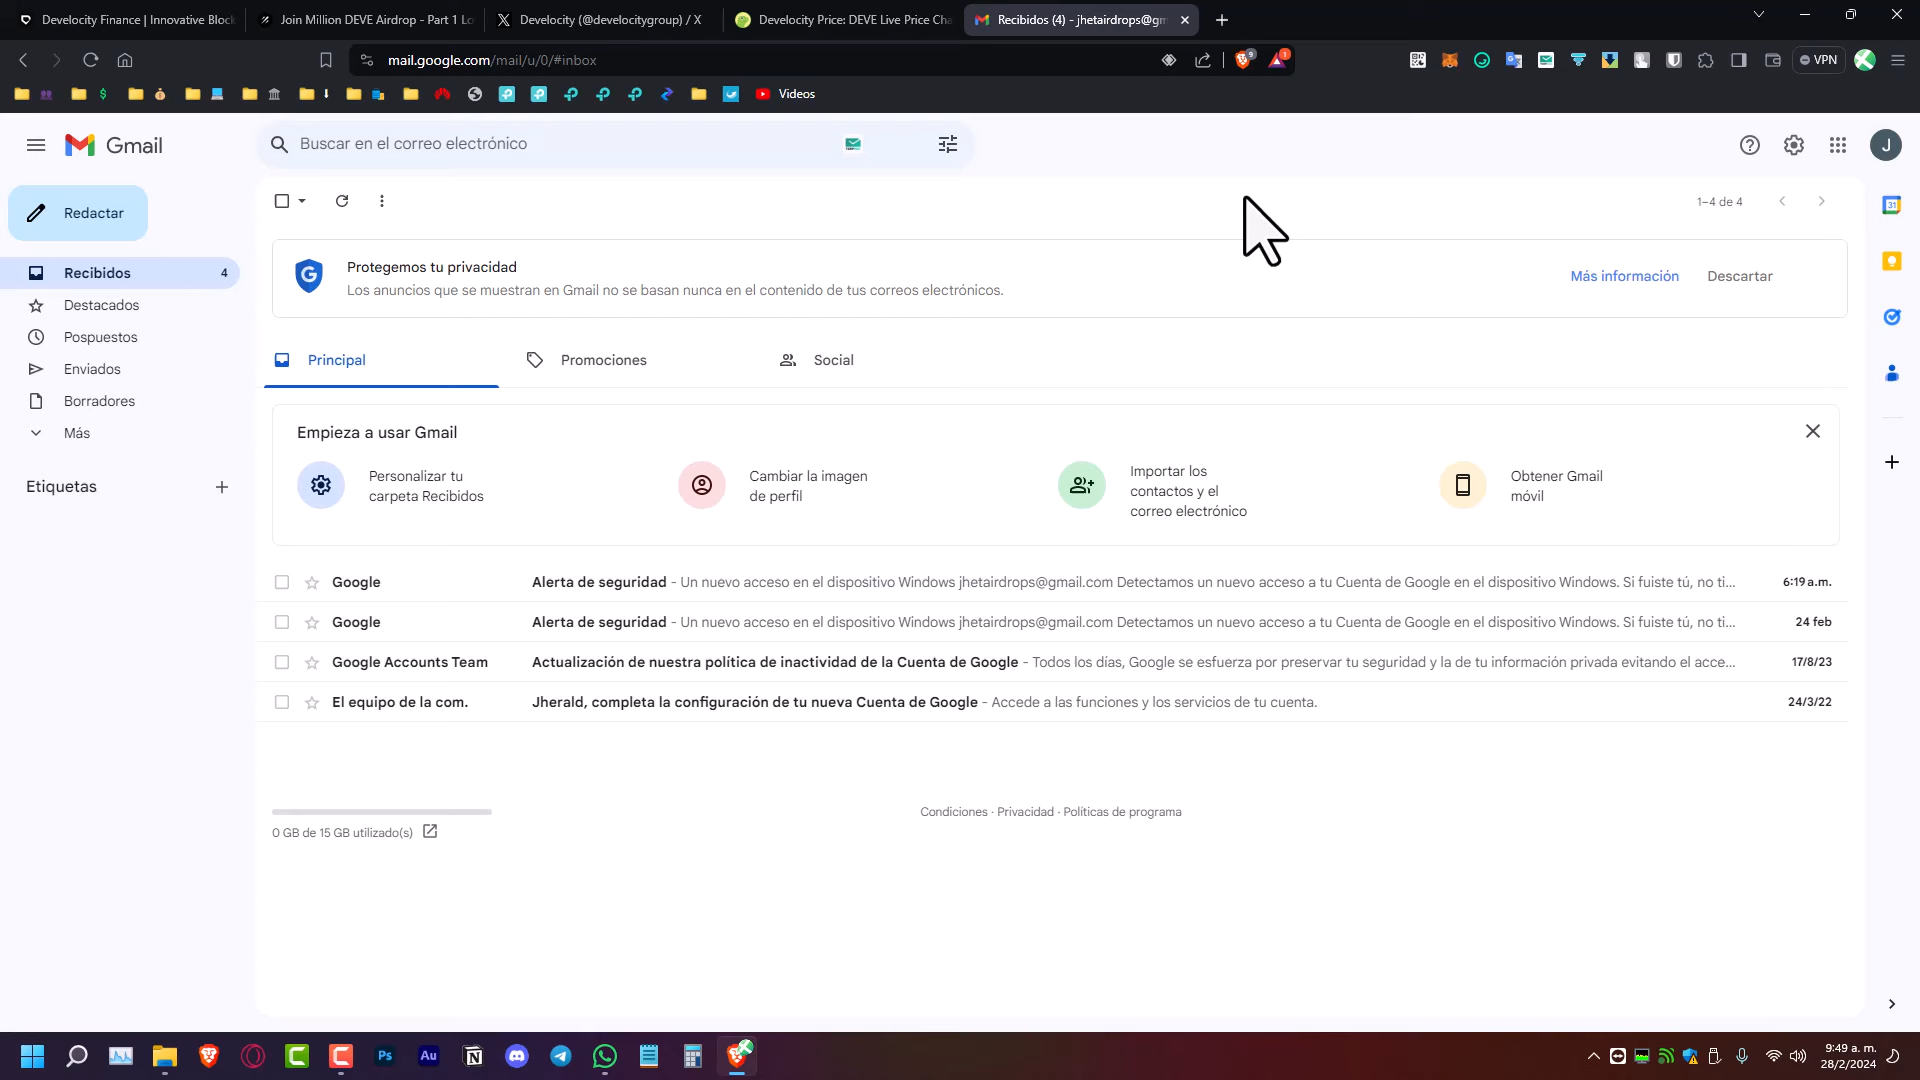 Develocity Finance | Innovative Block
Join Million DEVE Airdrop - Part 1 Lo
Develocity (@develocitygroup) / X
Develocity Price: DEVE Live Price Cha
Recibidos (4) - jhetairdrops@gm
mail.google.com/mail/u/0/#inbox
9
1
VPN
Videos
Gmail
Buscar en el correo electrónico
J
Redactar
1–4 de 4
31
Recibidos 4
Destacados
Pospuestos
Enviados
Borradores
Más
Etiquetas
G
Protegemos tu privacidad
Los anuncios que se muestran en Gmail no se basan nunca en el contenido de tus correos electrónicos.
Más información
Descartar
Principal
Promociones
Social
Empieza a usar Gmail
Personalizar tu
carpeta Recibidos
Cambiar la imagen
de perfil
Importar los
contactos y el
correo electrónico
Obtener Gmail
móvil
Google Alerta de seguridad - Un nuevo acceso en el dispositivo Windows jhetairdrops@gmail.com Detectamos un nuevo acceso a tu Cuenta de Google en el dispositivo Windows. Si fuiste tú, no ti... 6:19 a.m.
Google Alerta de seguridad - Un nuevo acceso en el dispositivo Windows jhetairdrops@gmail.com Detectamos un nuevo acceso a tu Cuenta de Google en el dispositivo Windows. Si fuiste tú, no ti... 24 feb
Google Accounts Team Actualización de nuestra política de inactividad de la Cuenta de Google - Todos los días, Google se esfuerza por preservar tu seguridad y la de tu información privada evitando el acce... 17/8/23
El equipo de la com. Jherald, completa la configuración de tu nueva Cuenta de Google - Accede a las funciones y los servicios de tu cuenta. 24/3/22
0 GB de 15 GB utilizado(s)
Condiciones · Privacidad · Políticas de programa
Ps
Au
9:49 a. m.
28/2/2024